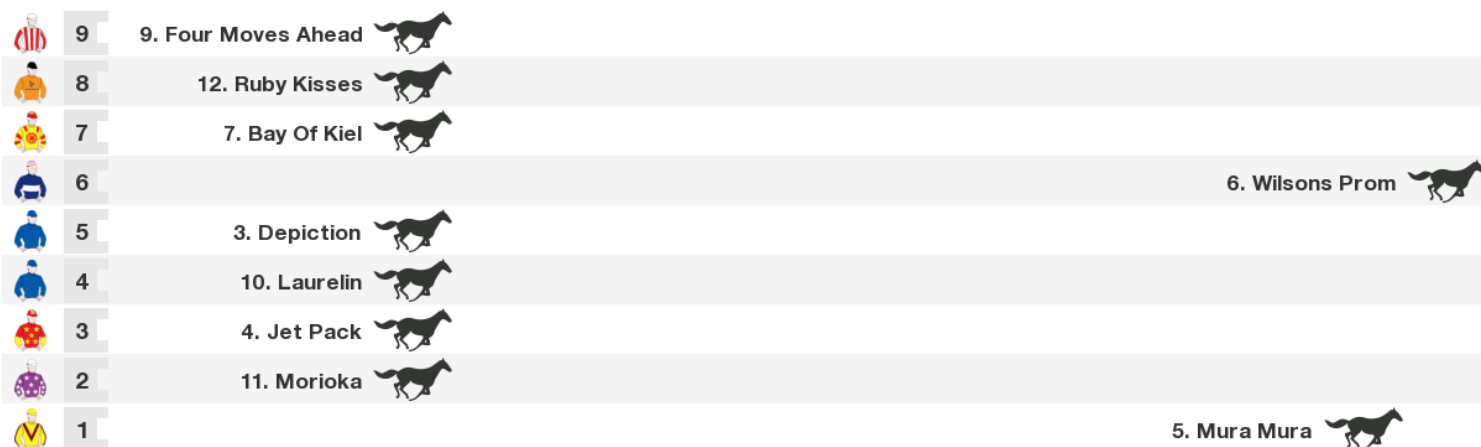 9 9. Four Moves Ahead
8 12. Ruby Kisses
7 7. Bay Of Kiel
6 6. Wilsons Prom
5 3. Depiction
4 10. Laurelin
3 4. Jet Pack
2 11. Morioka
1 5. Mura Mura